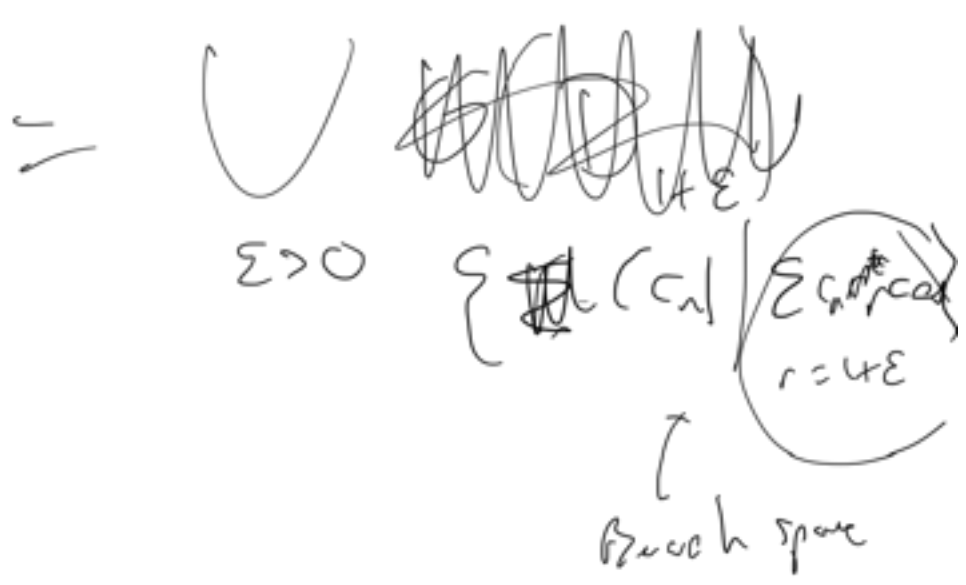 = ∪
1+ε
ε>0 { (c_n) | Σ c_n r^n < ∞ }
r = 1+ε
↑
Banach space